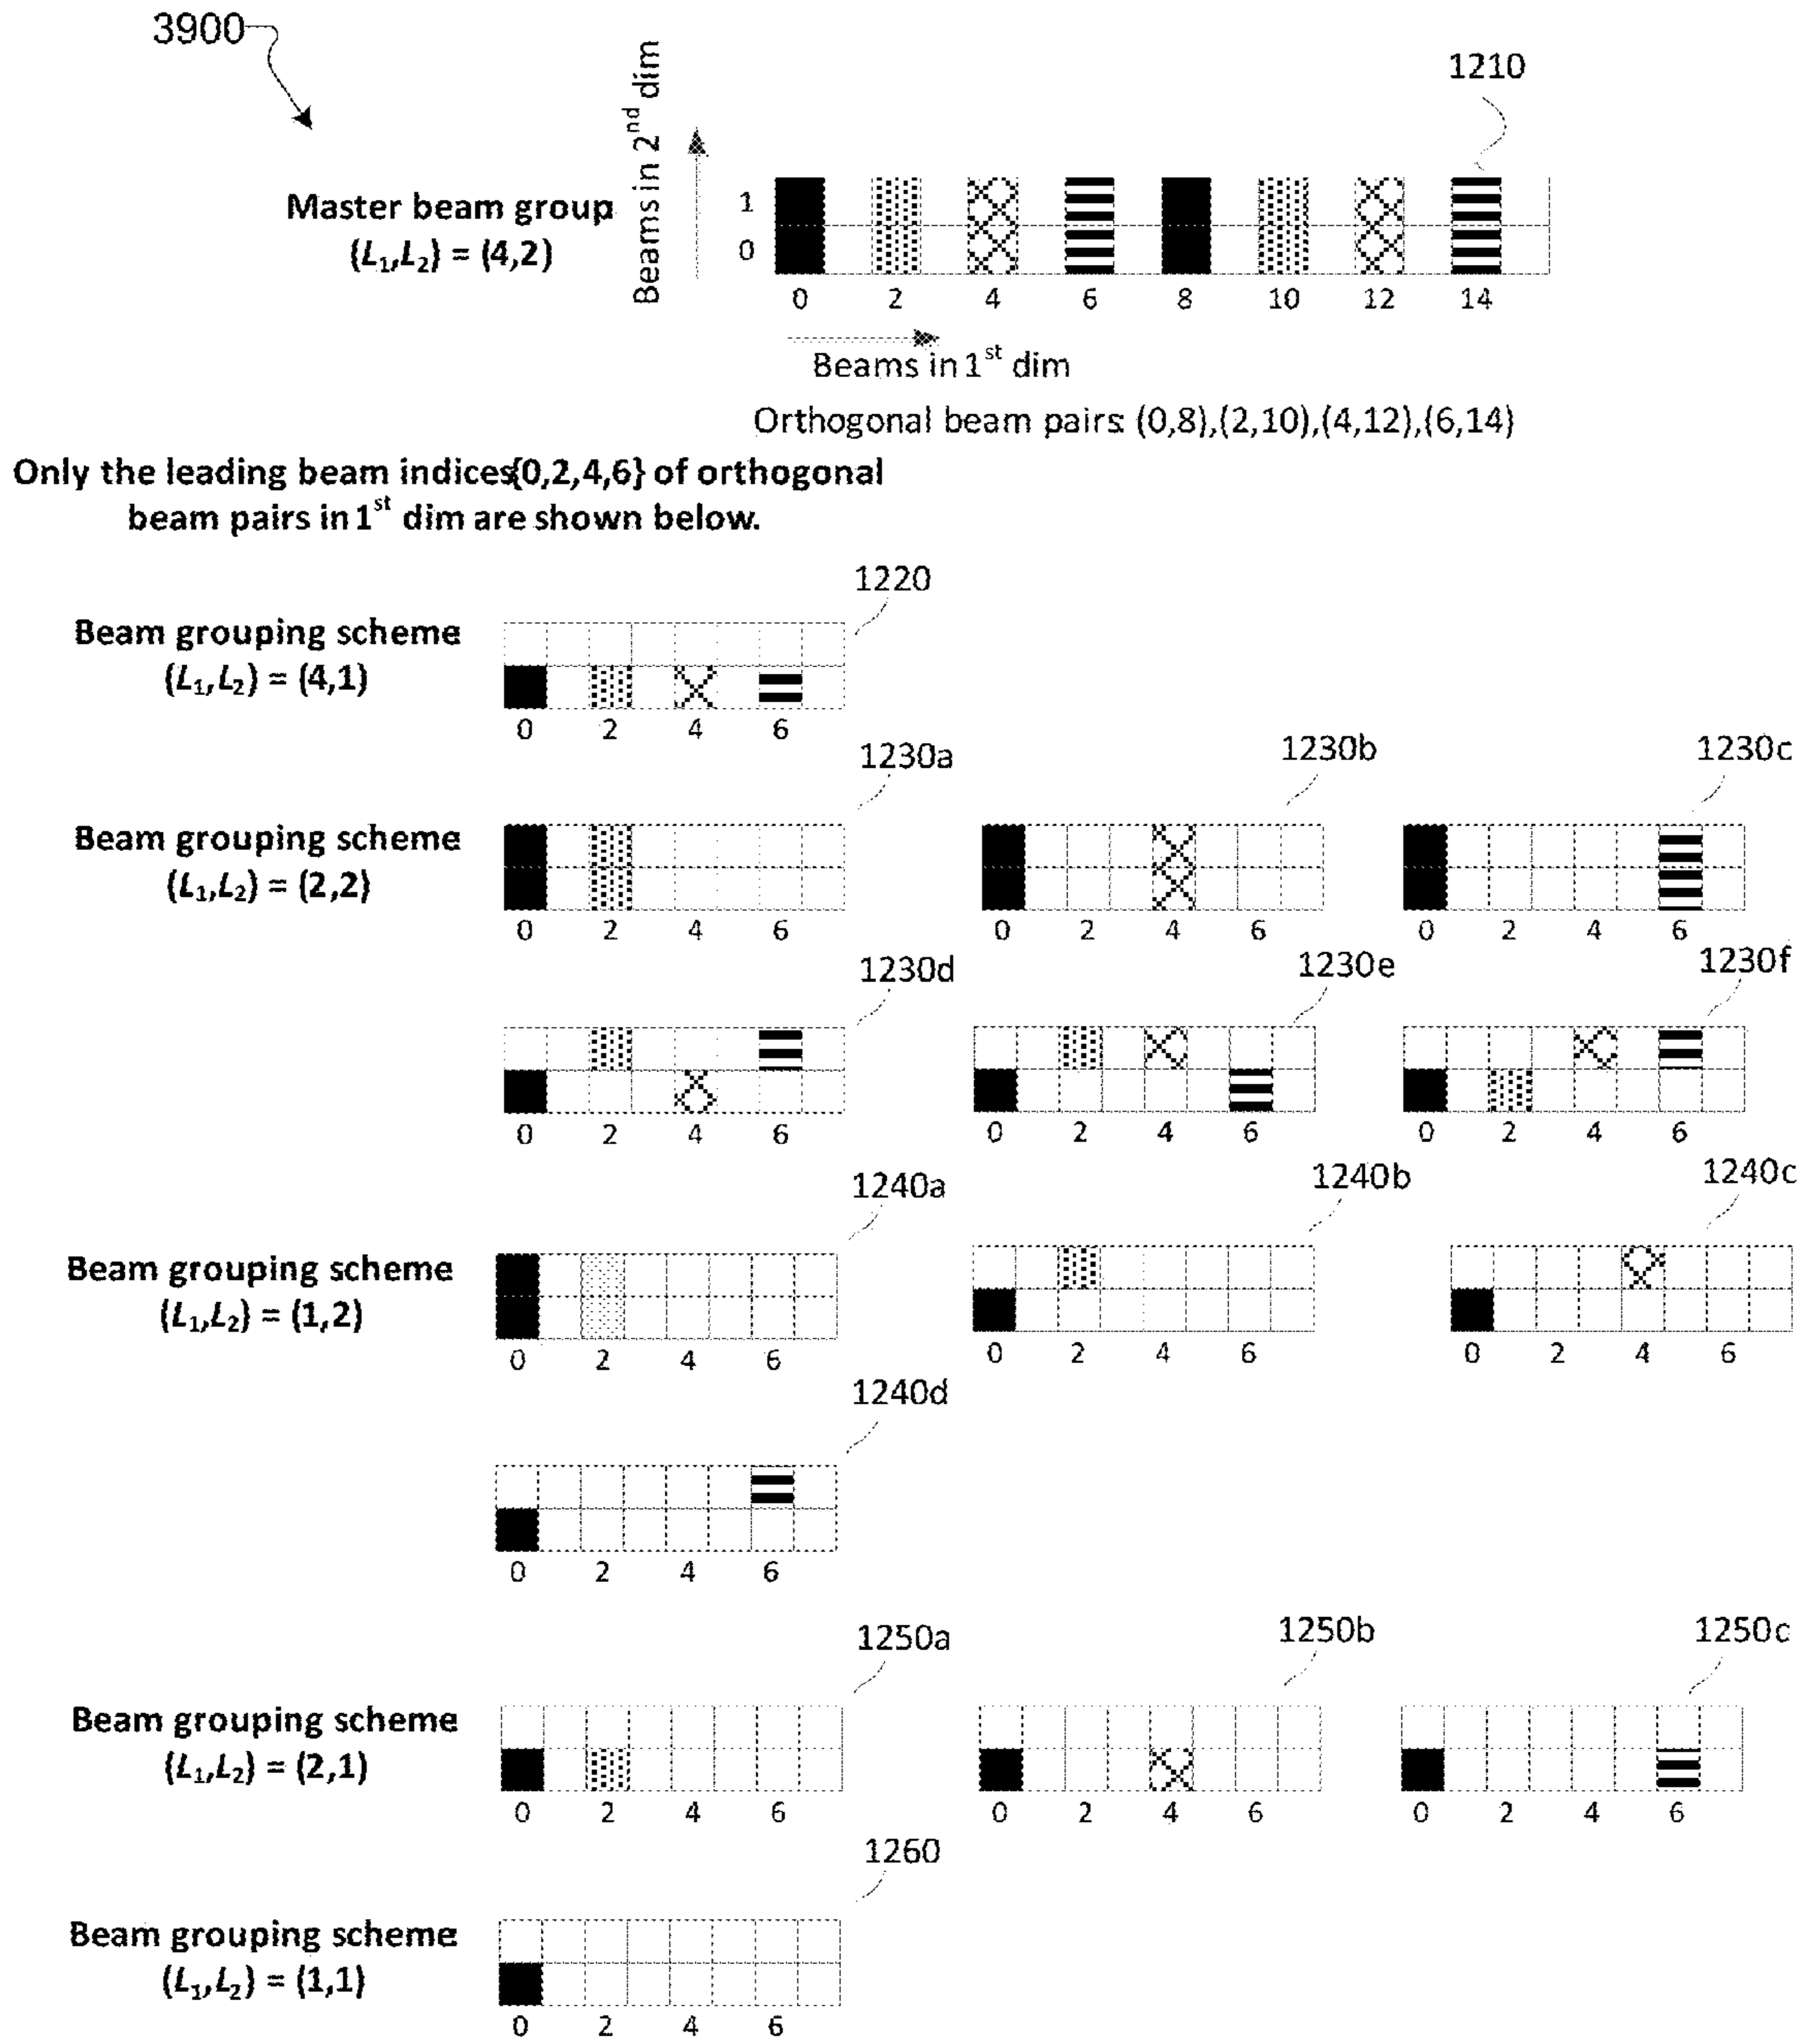 3900
1210
Beams in 2nd dim
Master beam group
(L1,L2) = (4,2)
1
0
0 2 4 6 8 10 12 14
Beams in 1st dim
Orthogonal beam pairs: (0,8),(2,10),(4,12),(6,14)
Only the leading beam indices{0,2,4,6} of orthogonal
beam pairs in 1st dim are shown below.
1220
Beam grouping scheme
(L1,L2) = (4,1)
0 2 4 6
1230a 1230b 1230c
Beam grouping scheme
(L1,L2) = (2,2)
0 2 4 6 0 2 4 6 0 2 4 6
1230d 1230e 1230f
0 2 4 6 0 2 4 6 0 2 4 6
1240a 1240b 1240c
Beam grouping scheme
(L1,L2) = (1,2)
0 2 4 6 0 2 4 6 0 2 4 6
1240d
0 2 4 6
1250a 1250b 1250c
Beam grouping scheme
(L1,L2) = (2,1)
0 2 4 6 0 2 4 6 0 2 4 6
1260
Beam grouping scheme
(L1,L2) = (1,1)
0 2 4 6